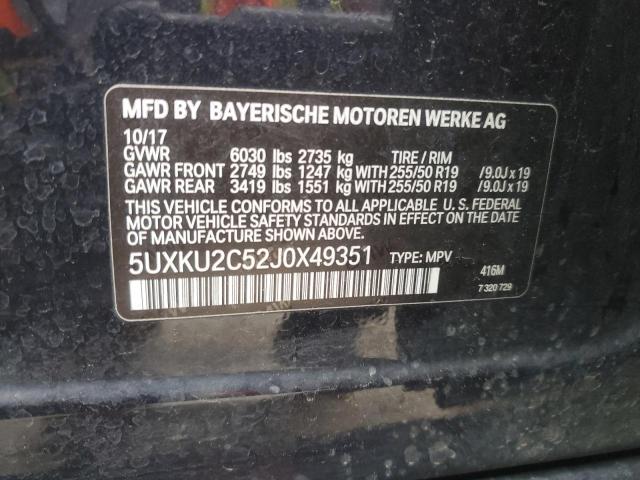 MFD BY BAYERISCHE MOTOREN WERKE AG
10/17
GVWR 6030 lbs 2735 kg TIRE / RIM
GAWR FRONT 2749 lbs 1247 kg WITH 255/50 R19 /9.0J x 19
GAWR REAR 3419 lbs 1551 kg WITH 255/50 R19 /9.0J x 19
THIS VEHICLE CONFORMS TO ALL APPLICABLE U. S. FEDERAL
MOTOR VEHICLE SAFETY STANDARDS IN EFFECT ON THE DATE
OF MANUFACTURE SHOWN ABOVE.
5UXKU2C52J0X49351 TYPE: MPV
416M
7 320 729